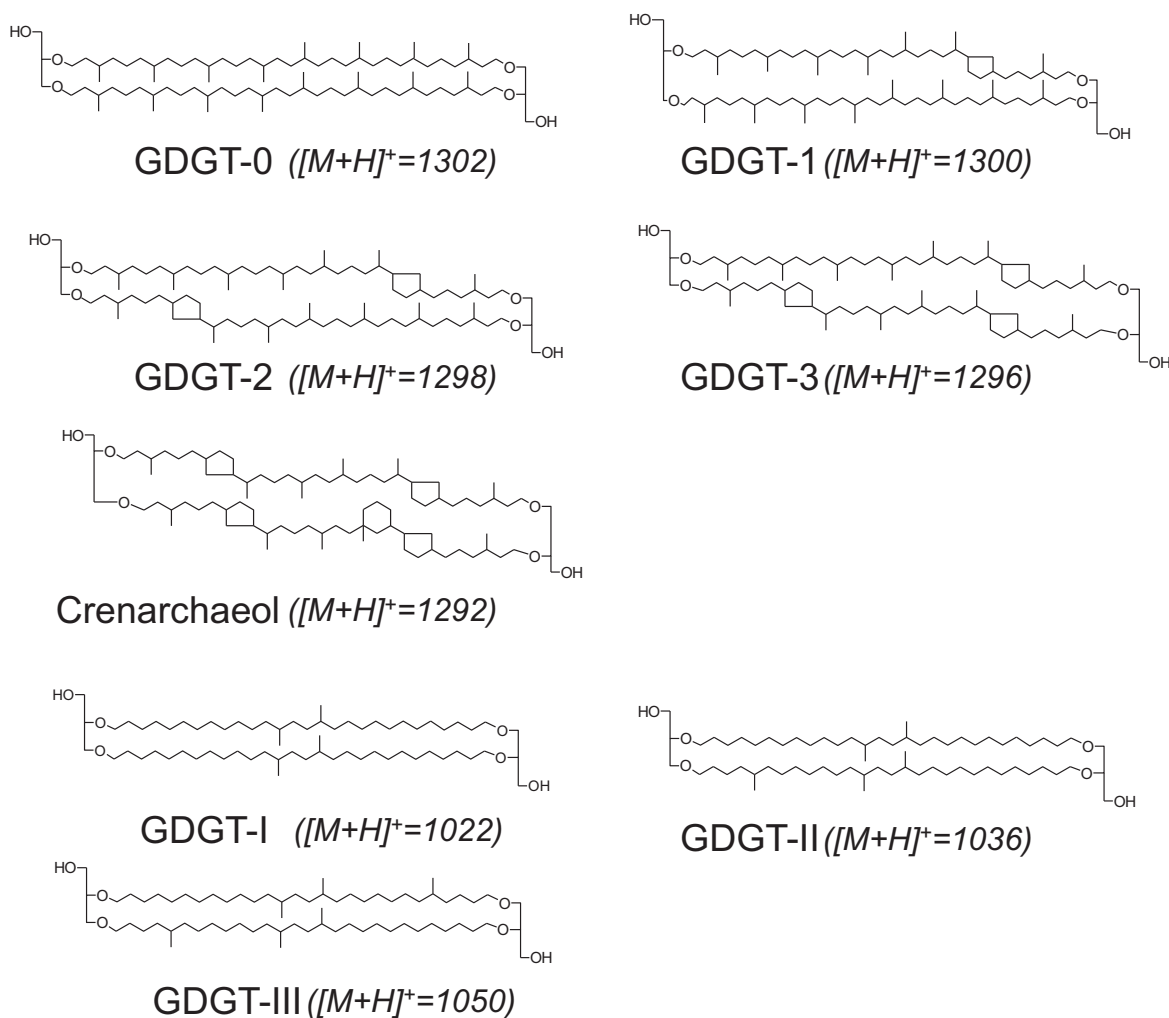 HO
O
O
O
O
OH
GDGT-0 ([M+H]+=1302)
HO
O
O
O
O
OH
GDGT-1 ([M+H]+=1300)
HO
O
O
O
O
OH
GDGT-2 ([M+H]+=1298)
HO
O
O
O
O
OH
GDGT-3 ([M+H]+=1296)
HO
O
O
O
O
OH
Crenarchaeol ([M+H]+=1292)
HO
O
O
O
O
OH
GDGT-I ([M+H]+=1022)
HO
O
O
O
O
OH
GDGT-II ([M+H]+=1036)
HO
O
O
O
O
OH
GDGT-III ([M+H]+=1050)